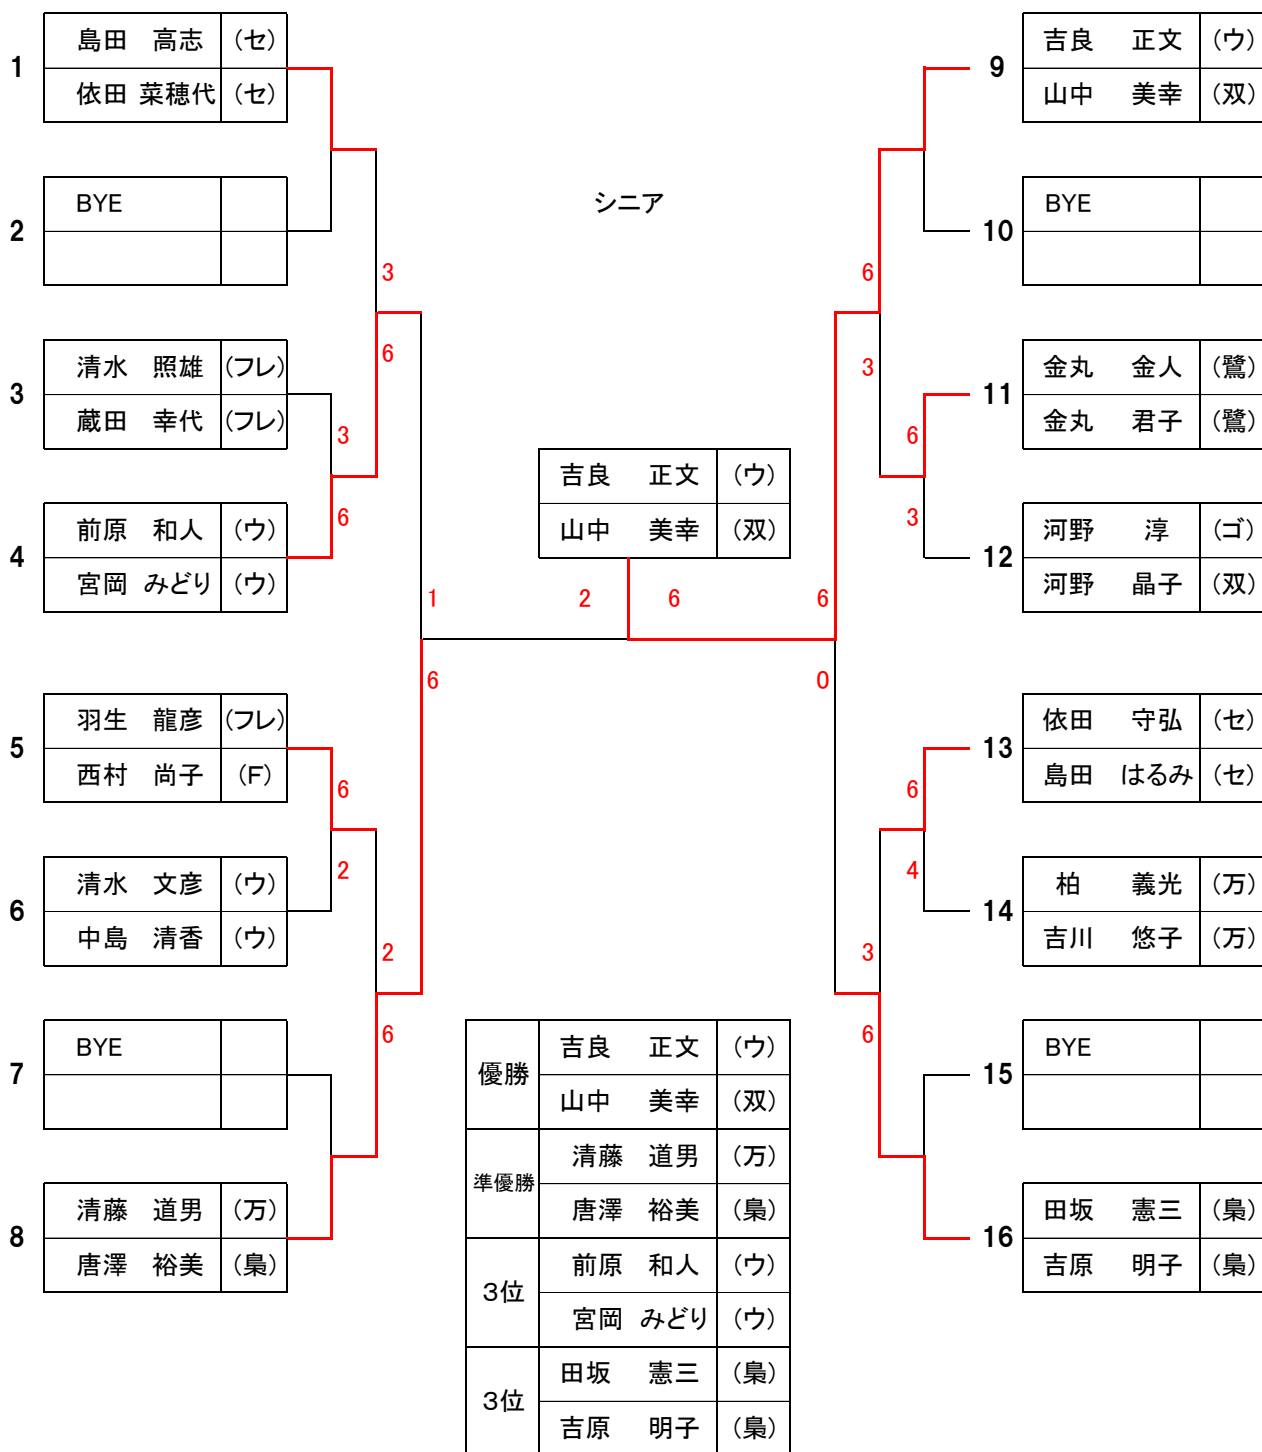 シニア
1
島田 高志 (セ)
依田 菜穂代 (セ)
2
BYE
3
清水 照雄 (フレ)
蔵田 幸代 (フレ)
4
前原 和人 (ウ)
宮岡 みどり (ウ)
5
羽生 龍彦 (フレ)
西村 尚子 (F)
6
清水 文彦 (ウ)
中島 清香 (ウ)
7
BYE
8
清藤 道男 (万)
唐澤 裕美 (梟)
3
6
3
6
1
6
6
2
2
6
吉良 正文 (ウ)
山中 美幸 (双)
2 6
6
3
6
3
6
0
6
4
3
6
9
吉良 正文 (ウ)
山中 美幸 (双)
10
BYE
11
金丸 金人 (鷺)
金丸 君子 (鷺)
12
河野 淳 (ゴ)
河野 晶子 (双)
13
依田 守弘 (セ)
島田 はるみ (セ)
14
柏 義光 (万)
吉川 悠子 (万)
15
BYE
16
田坂 憲三 (梟)
吉原 明子 (梟)
優勝
吉良 正文 (ウ)
山中 美幸 (双)
準優勝
清藤 道男 (万)
唐澤 裕美 (梟)
3位
前原 和人 (ウ)
宮岡 みどり (ウ)
3位
田坂 憲三 (梟)
吉原 明子 (梟)